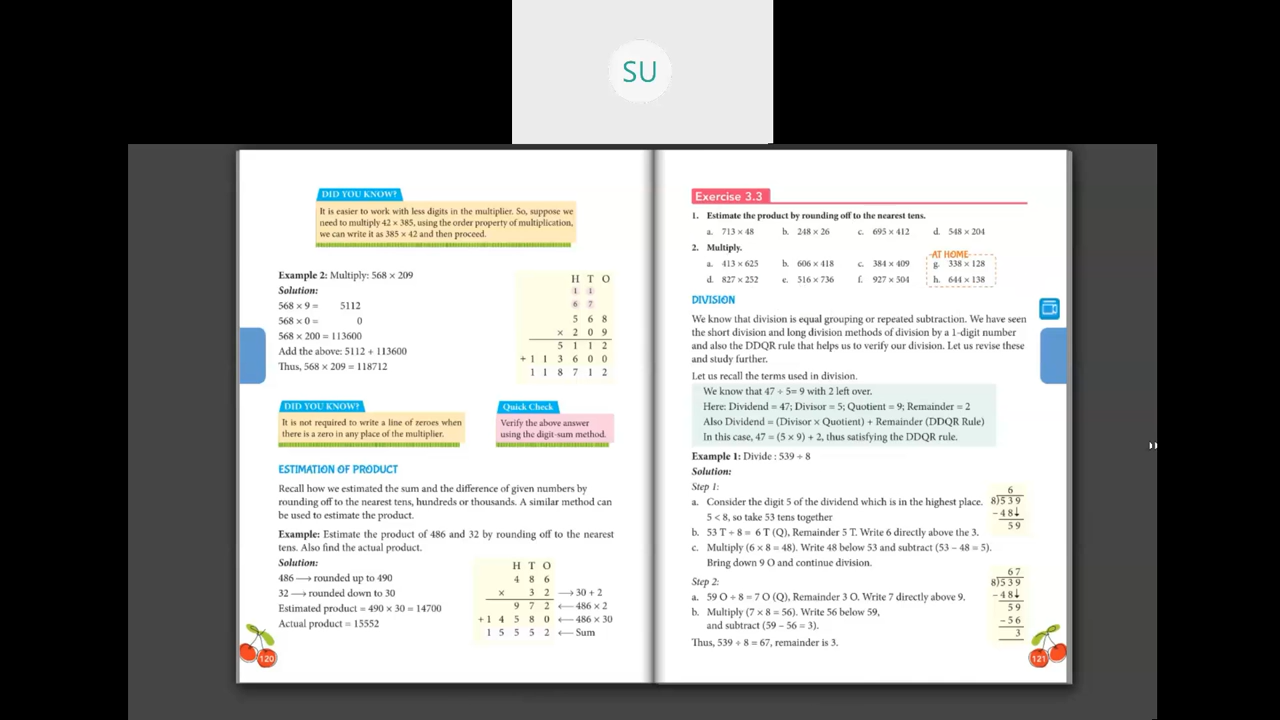 SU
DID YOU KNOW?
It is easier to work with less digits in the multiplier. So, suppose we
need to multiply 42 × 385, using the order property of multiplication,
we can write it as 385 × 42 and then proceed.
Example 2: Multiply: 568 × 209
Solution:
568 × 9 = 5112
568 × 0 = 0
568 × 200 = 113600
Add the above: 5112 + 113600
Thus, 568 × 209 = 118712
H T O
1 1
6 7
5 6 8
× 2 0 9
5 1 1 2
+ 1 1 3 6 0 0
1 1 8 7 1 2
DID YOU KNOW?
It is not required to write a line of zeroes when
there is a zero in any place of the multiplier.
Quick Check
Verify the above answer
using the digit-sum method.
ESTIMATION OF PRODUCT
Recall how we estimated the sum and the difference of given numbers by
rounding off to the nearest tens, hundreds or thousands. A similar method can
be used to estimate the product.
Example: Estimate the product of 486 and 32 by rounding off to the nearest
tens. Also find the actual product.
Solution:
486 ⟶ rounded up to 490
32 ⟶ rounded down to 30
Estimated product = 490 × 30 = 14700
Actual product = 15552
H T O
4 8 6
× 3 2 ⟶ 30 + 2
9 7 2 ⟵ 486 × 2
+ 1 4 5 8 0 ⟵ 486 × 30
1 5 5 5 2 ⟵ Sum
120
Exercise 3.3
1. Estimate the product by rounding off to the nearest tens.
a. 713 × 48 b. 248 × 26 c. 695 × 412 d. 548 × 204
2. Multiply.
AT HOME
a. 413 × 625 b. 606 × 418 c. 384 × 409 g. 338 × 128
d. 827 × 252 e. 516 × 736 f. 927 × 504 h. 644 × 138
DIVISION
We know that division is equal grouping or repeated subtraction. We have seen
the short division and long division methods of division by a 1-digit number
and also the DDQR rule that helps us to verify our division. Let us revise these
and study further.
Let us recall the terms used in division.
We know that 47 ÷ 5= 9 with 2 left over.
Here: Dividend = 47; Divisor = 5; Quotient = 9; Remainder = 2
Also Dividend = (Divisor × Quotient) + Remainder (DDQR Rule)
In this case, 47 = (5 × 9) + 2, thus satisfying the DDQR rule.
Example 1: Divide : 539 ÷ 8
Solution:
Step 1:
a. Consider the digit 5 of the dividend which is in the highest place.
5 < 8, so take 53 tens together
b. 53 T ÷ 8 = 6 T (Q), Remainder 5 T. Write 6 directly above the 3.
c. Multiply (6 × 8 = 48). Write 48 below 53 and subtract (53 – 48 = 5).
Bring down 9 O and continue division.
6
8)5 3 9
– 4 8↓
5 9
Step 2:
a. 59 O ÷ 8 = 7 O (Q), Remainder 3 O. Write 7 directly above 9.
b. Multiply (7 × 8 = 56). Write 56 below 59,
and subtract (59 – 56 = 3).
Thus, 539 ÷ 8 = 67, remainder is 3.
6 7
8)5 3 9
– 4 8↓
5 9
– 5 6
3
121